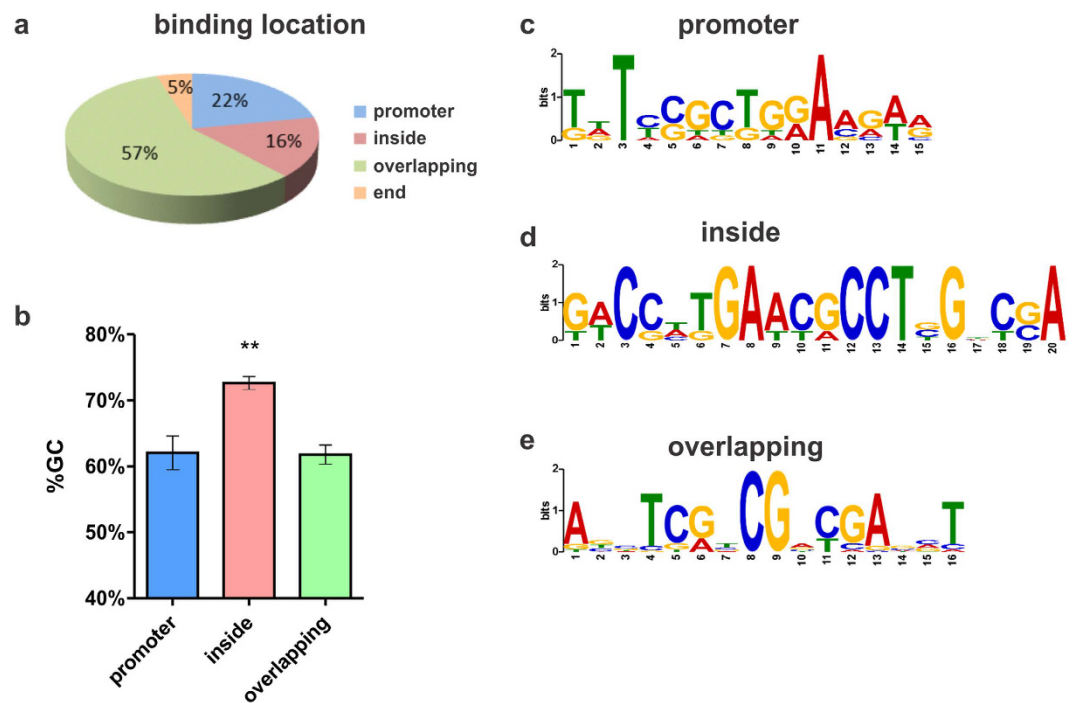 a
binding location
5%
22%
16%
57%
promoter
inside
overlapping
end
b
80%
70%
60%
50%
40%
%GC
**
promoter
inside
overlapping
c
promoter
2
1
0
bits
1 2 3 4 5 6 7 8 9 10 11 12 13 14 15
d
inside
2
1
0
bits
1 2 3 4 5 6 7 8 9 10 11 12 13 14 15 16 17 18 19 20
e
overlapping
2
1
0
bits
1 2 3 4 5 6 7 8 9 10 11 12 13 14 15 16